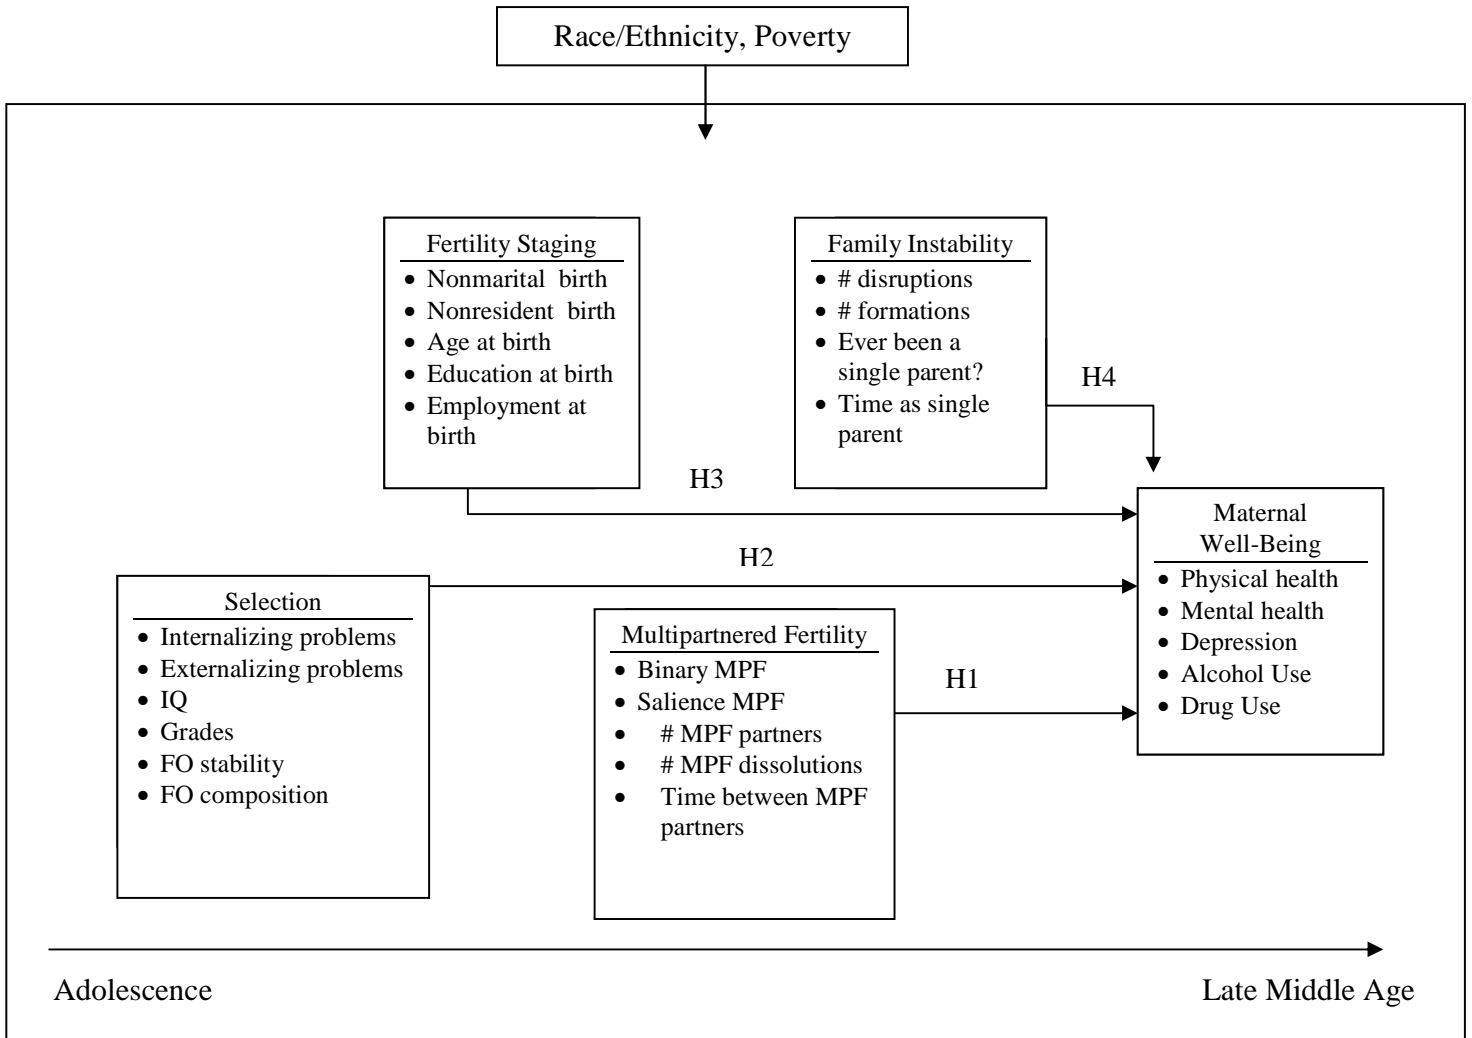 Race/Ethnicity, Poverty
Fertility Staging
• Nonmarital birth
• Nonresident birth
• Age at birth
• Education at birth
• Employment at
birth
Family Instability
• # disruptions
• # formations
• Ever been a
single parent?
• Time as single
parent
H4
H3
Maternal
Well-Being
• Physical health
• Mental health
• Depression
• Alcohol Use
• Drug Use
H2
Selection
• Internalizing problems
• Externalizing problems
• IQ
• Grades
• FO stability
• FO composition
Multipartnered Fertility
• Binary MPF
• Salience MPF
• # MPF partners
• # MPF dissolutions
• Time between MPF
partners
H1
Adolescence
Late Middle Age